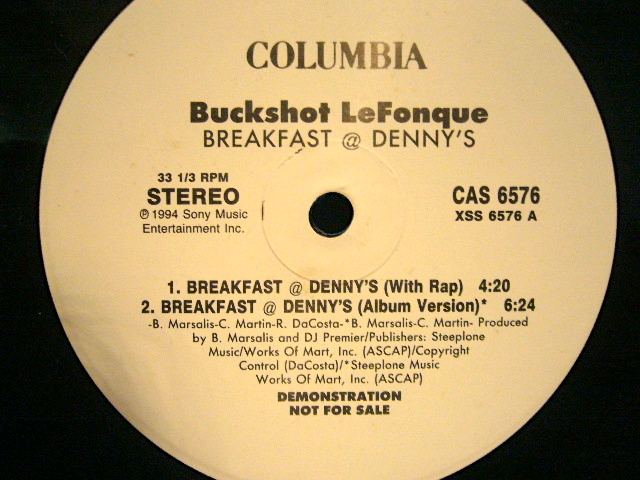 COLUMBIA
Buckshot LeFonque
BREAKFAST @ DENNY'S
33 1/3 RPM
STEREO
℗ 1994 Sony Music
Entertainment Inc.
CAS 6576
XSS 6576 A
1. BREAKFAST @ DENNY'S (With Rap) 4:20
2. BREAKFAST @ DENNY'S (Album Version)* 6:24
-B. Marsalis-C. Martin-R. DaCosta-*B. Marsalis-C. Martin- Produced
by B. Marsalis and DJ Premier/Publishers: Steeplone
Music/Works Of Mart, Inc. (ASCAP)/Copyright
Control (DaCosta)/*Steeplone Music
Works Of Mart, Inc. (ASCAP)
DEMONSTRATION
NOT FOR SALE